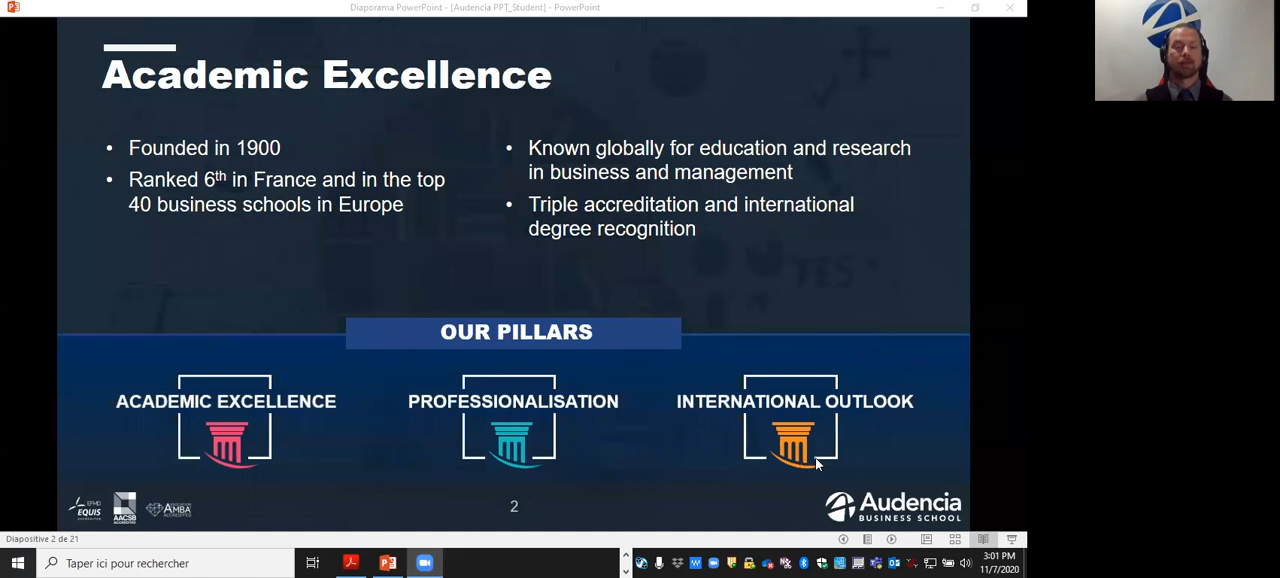 Diaporama PowerPoint - [Audencia PPT_Student] - PowerPoint
Academic Excellence
• Founded in 1900
• Ranked 6th in France and in the top
40 business schools in Europe
• Known globally for education and research
in business and management
• Triple accreditation and international
degree recognition
YES
OUR PILLARS
ACADEMIC EXCELLENCE
PROFESSIONALISATION
INTERNATIONAL OUTLOOK
EFMD
EQUIS
AACSB
ACCREDITED
AMBA
2
Audencia
BUSINESS SCHOOL
Diapositive 2 de 21
Taper ici pour rechercher
3:01 PM
11/7/2020